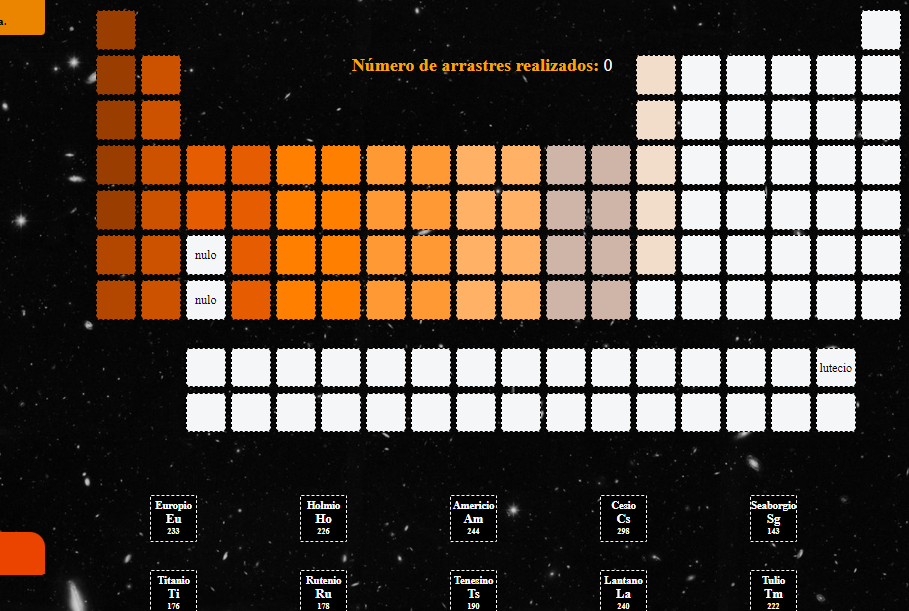 a.
Número de arrastres realizados: 0
nulo
nulo
lutecio
Europio
Eu
233
Holmio
Ho
226
Americio
Am
244
Cesio
Cs
298
Seaborgio
Sg
143
Titanio
Ti
176
Rutenio
Ru
178
Tenesino
Ts
190
Lantano
La
240
Tulio
Tm
222